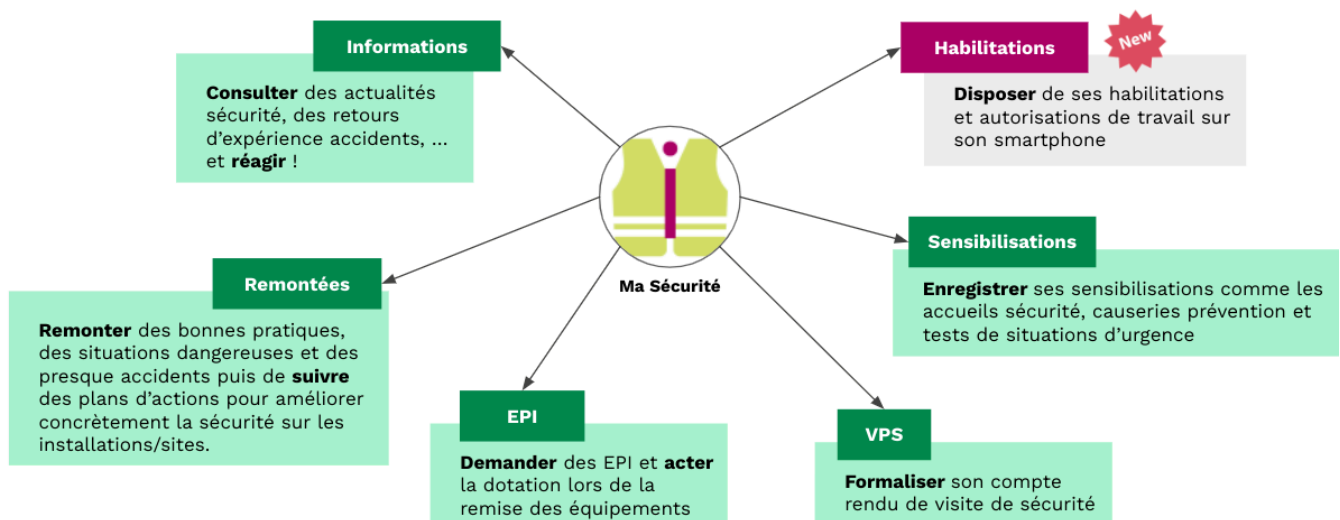 Informations
Consulter des actualités
sécurité, des retours
d'expérience accidents, ...
et réagir !
Habilitations
New
Disposer de ses habilitations
et autorisations de travail sur
son smartphone
Ma Sécurité
Sensibilisations
Enregistrer ses sensibilisations comme les
accueils sécurité, causeries prévention et
tests de situations d'urgence
Remontées
Remonter des bonnes pratiques,
des situations dangereuses et des
presque accidents puis de suivre
des plans d'actions pour améliorer
concrètement la sécurité sur les
installations/sites.
EPI
Demander des EPI et acter
la dotation lors de la
remise des équipements
VPS
Formaliser son compte
rendu de visite de sécurité